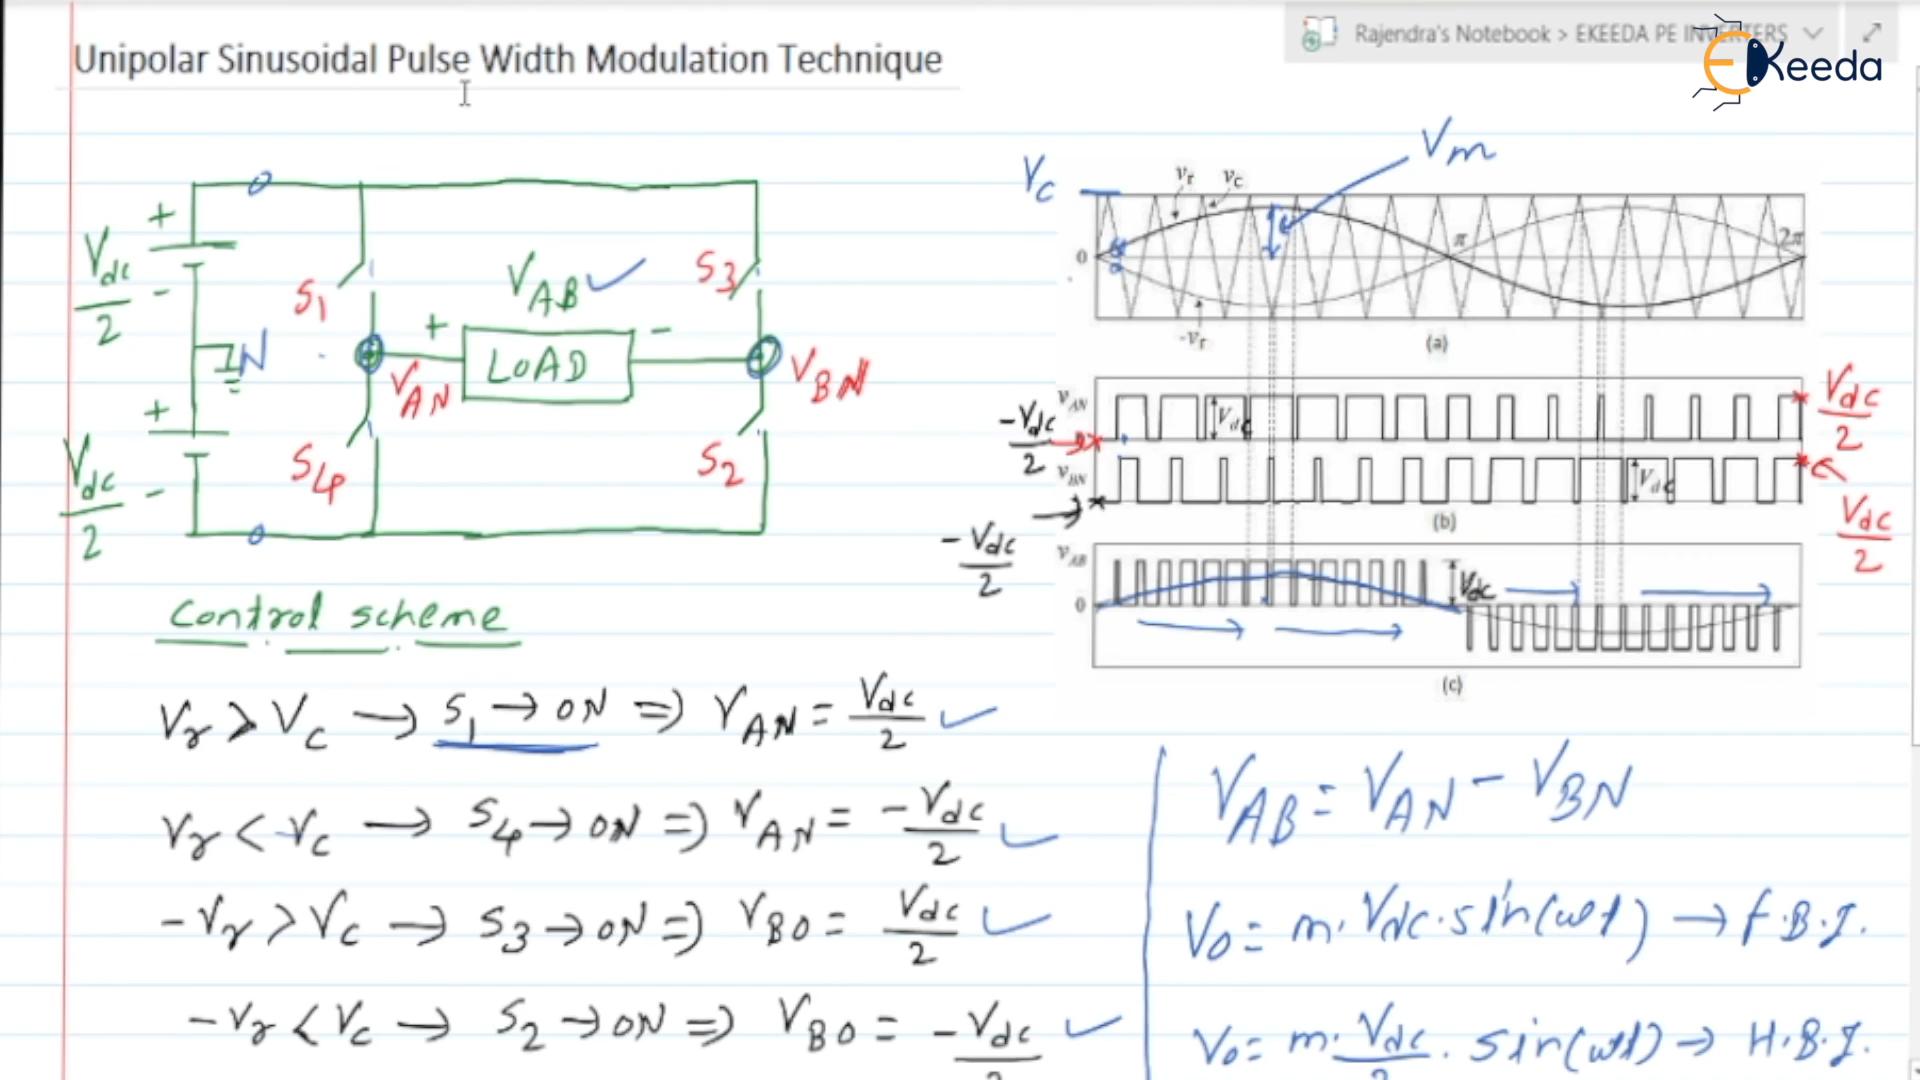 Rajendra's Notebook > EKEEDA PE INVERTERS
EKeeda
Unipolar Sinusoidal Pulse Width Modulation Technique
Vdc/2
+
-
S1
VAB
S3
N
+
LOAD
-
VAN
VBN
Vdc/2
+
-
S4
S2
Vc
Vm
vr
vc
0
π
2π
-vr
(a)
vAN
Vdc
Vdc/2
-Vdc/2
vBN
Vdc
Vdc/2
-Vdc/2
(b)
vAB
Vdc
0
(c)
Control scheme
Vr > Vc → S1 → ON ⇒ VAN = Vdc/2
Vr < Vc → S4 → ON ⇒ VAN = -Vdc/2
-Vr > Vc → S3 → ON ⇒ VBO = Vdc/2
-Vr < Vc → S2 → ON ⇒ VBO = -Vdc/2
VAB = VAN - VBN
Vo = m. Vdc. sin(ωt) → F.B.I.
Vo = m. Vdc/2 . sin(ωt) → H.B.I.